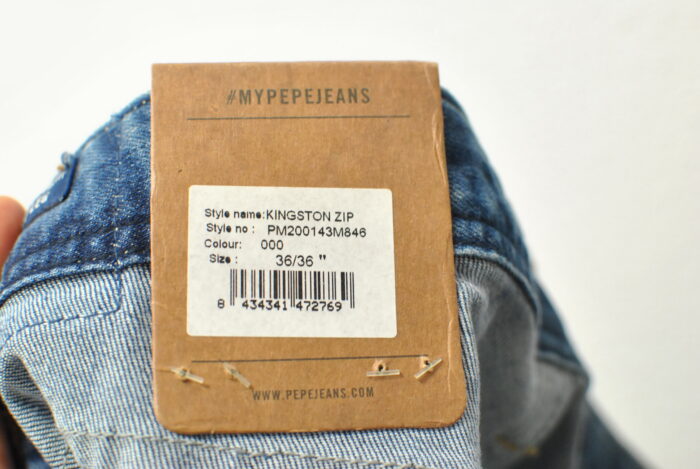 #MYPEPEJEANS
Style name:KINGSTON ZIP
Style no : PM200143M846
Colour: 000
Size : 36/36 "
8 434341 472769
WWW.PEPEJEANS.COM